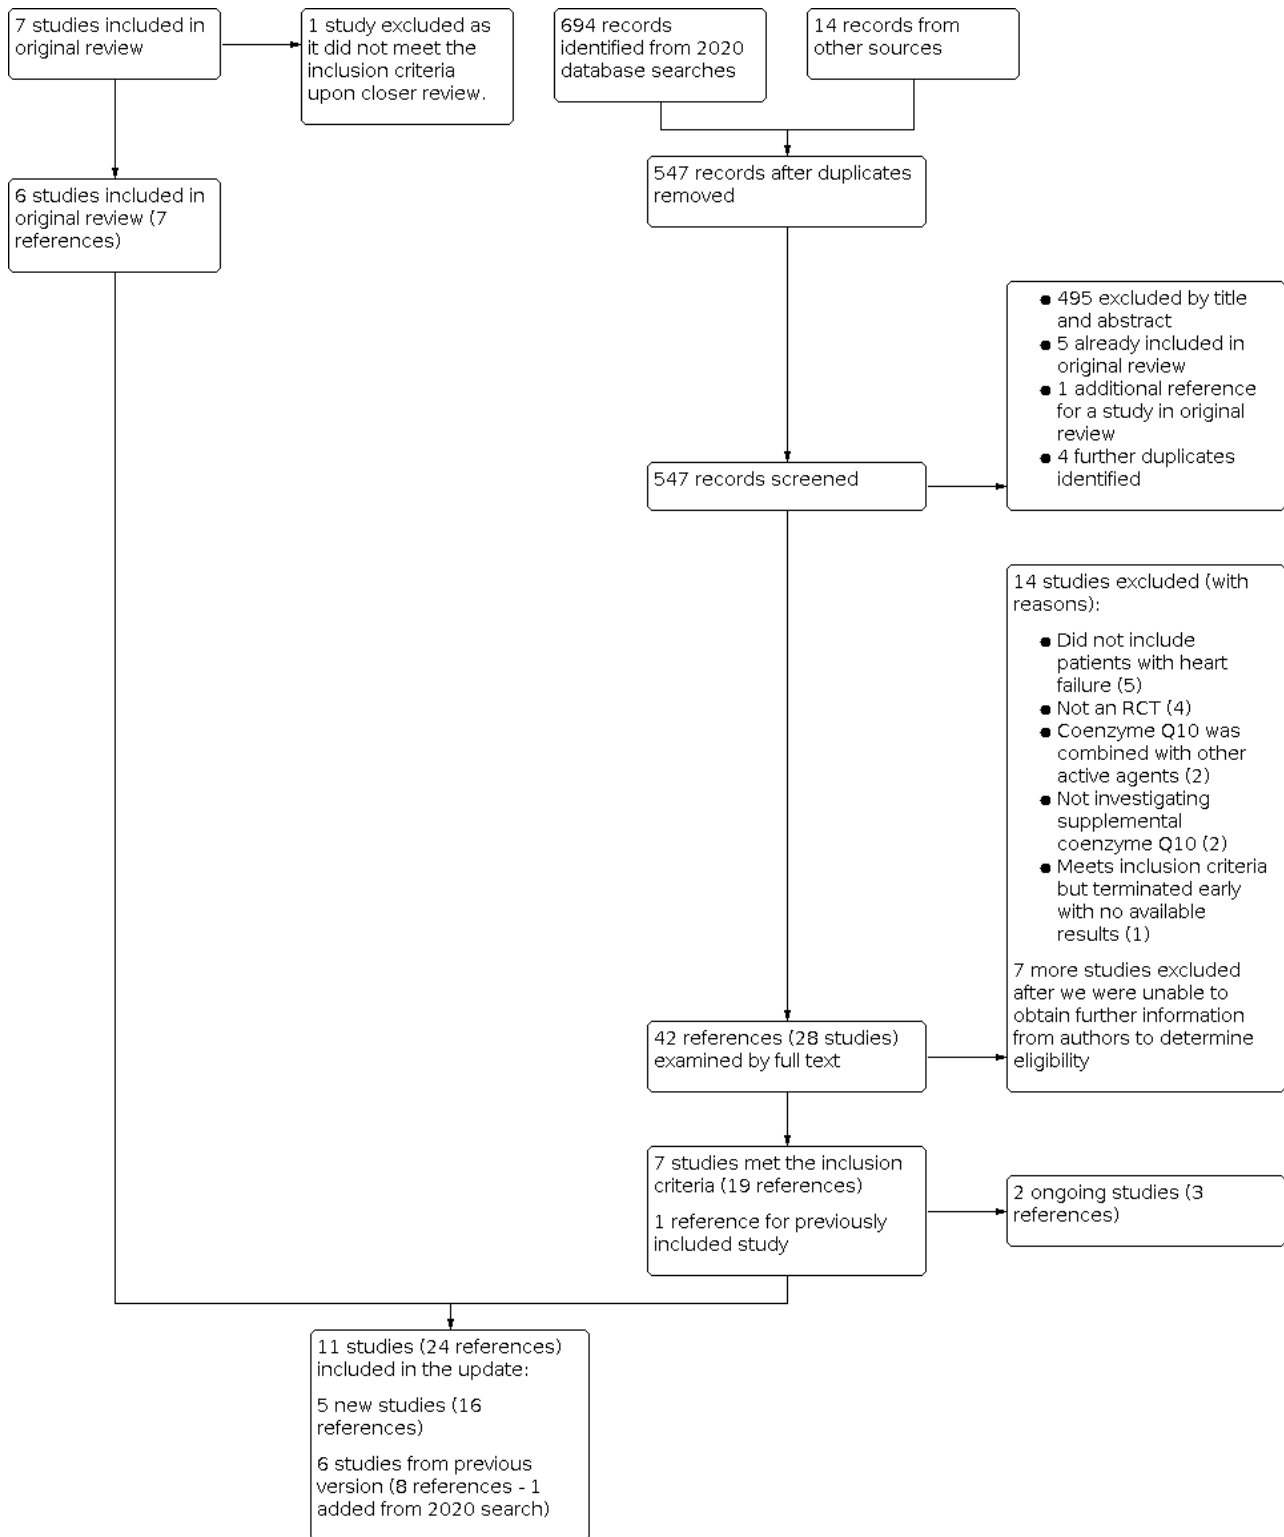 7 studies included in
original review
1 study excluded as
it did not meet the
inclusion criteria
upon closer review.
694 records
identified from 2020
database searches
14 records from
other sources
547 records after duplicates
removed
6 studies included in
original review (7
references)
● 495 excluded by title
and abstract
● 5 already included in
original review
● 1 additional reference
for a study in original
review
● 4 further duplicates
identified
547 records screened
14 studies excluded (with
reasons):
● Did not include
patients with heart
failure (5)
● Not an RCT (4)
● Coenzyme Q10 was
combined with other
active agents (2)
● Not investigating
supplemental
coenzyme Q10 (2)
● Meets inclusion criteria
but terminated early
with no available
results (1)
7 more studies excluded
after we were unable to
obtain further information
from authors to determine
eligibility
42 references (28 studies)
examined by full text
7 studies met the inclusion
criteria (19 references)
1 reference for previously
included study
2 ongoing studies (3
references)
11 studies (24 references)
included in the update:
5 new studies (16
references)
6 studies from previous
version (8 references - 1
added from 2020 search)